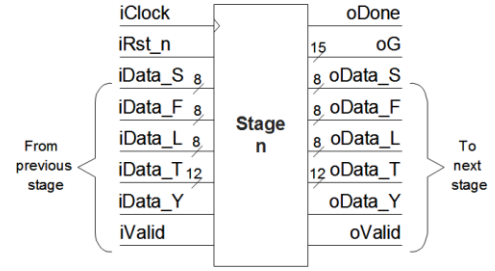 iClock
oDone
iRst_n
15
oG
iData_S
8
8
oData_S
iData_F
8
8
oData_F
iData_L
8
8
oData_L
iData_T
12
12
oData_T
iData_Y
oData_Y
iValid
oValid
Stage
n
From
previous
stage
To
next
stage